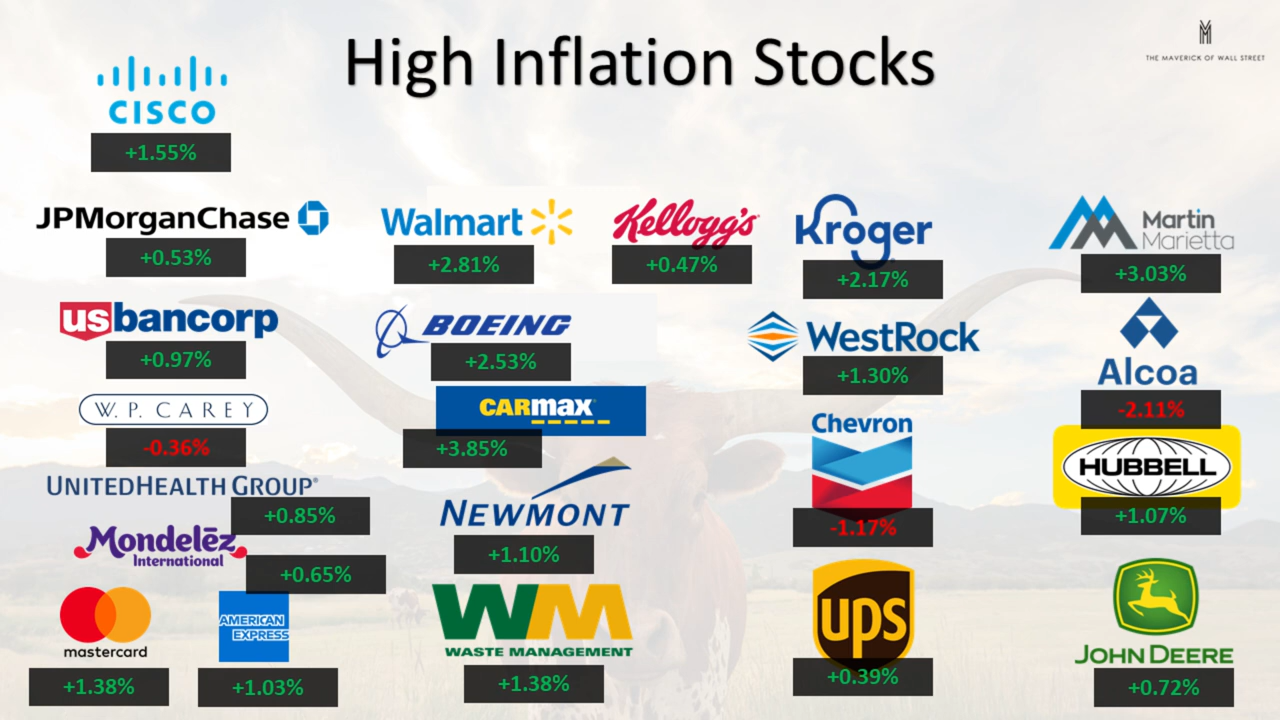 High Inflation Stocks
THE MAVERICK OF WALL STREET
CISCO
+1.55%
JPMorganChase
+0.53%
Walmart
+2.81%
Kellogg's
+0.47%
Kroger
+2.17%
Martin
Marietta
+3.03%
usbancorp
+0.97%
BOEING
+2.53%
WestRock
+1.30%
Alcoa
-2.11%
W. P. CAREY
-0.36%
CARMAX
+3.85%
Chevron
-1.17%
HUBBELL
+1.07%
UNITEDHEALTH GROUP®
+0.85%
NEWMONT
+1.10%
Mondelēz
International
+0.65%
mastercard
+1.38%
AMERICAN
EXPRESS
+1.03%
WM
WASTE MANAGEMENT
+1.38%
ups
+0.39%
JOHN DEERE
+0.72%